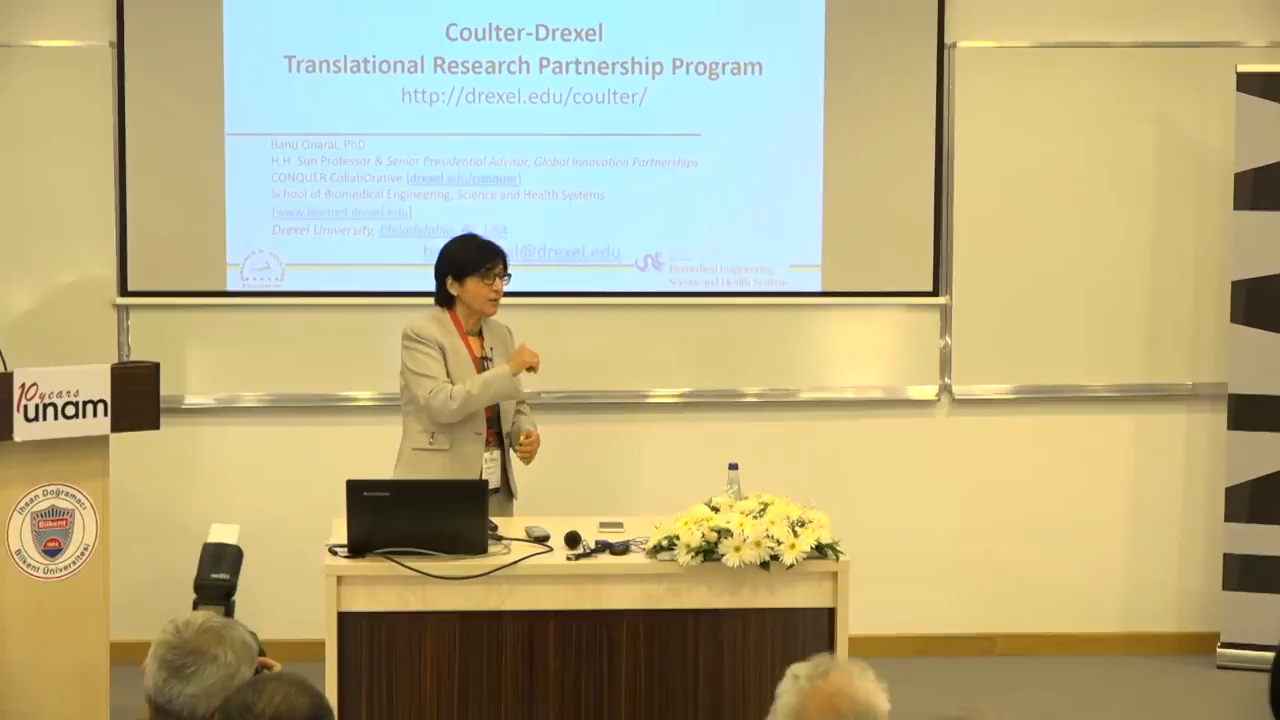 Coulter-Drexel
Translational Research Partnership Program
http://drexel.edu/coulter/
Banu Onaral, PhD
H.H. Sun Professor & Senior Presidential Advisor, Global Innovation Partnerships
CONQUER CollabOrative (drexel.edu/conquer)
School of Biomedical Engineering, Science and Health Systems
(www.biomed.drexel.edu)
Drexel University, Philadelphia, USA
@drexel.edu
Biomedical Engineering
Science and Health Systems
10 years
unam
İhsan Doğramacı
Bilkent
Bilkent Üniversitesi